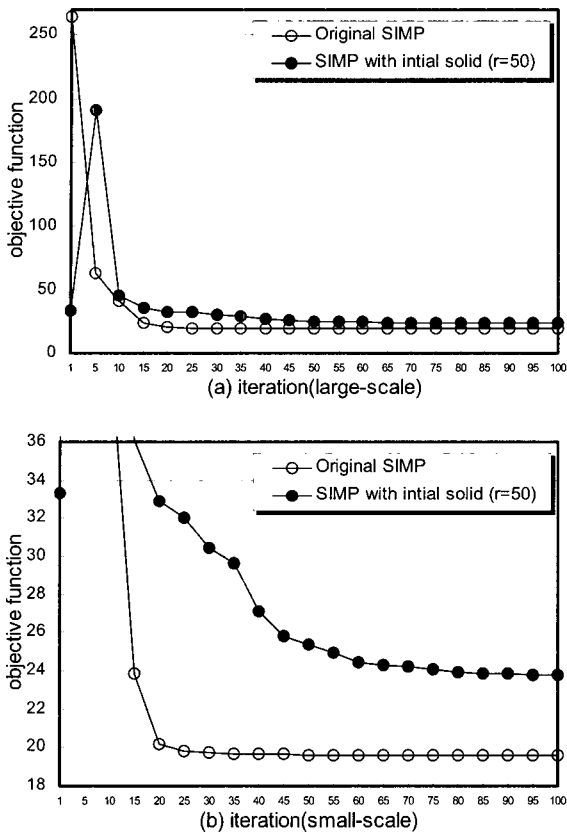 objective function
250
200
150
100
50
0
Original SIMP
SIMP with intial solid (r=50)
1 5 10 15 20 25 30 35 40 45 50 55 60 65 70 75 80 85 90 95 100
(a) iteration(large-scale)
objective function
36
34
32
30
28
26
24
22
20
18
Original SIMP
SIMP with intial solid (r=50)
1 5 10 15 20 25 30 35 40 45 50 55 60 65 70 75 80 85 90 95 100
(b) iteration(small-scale)